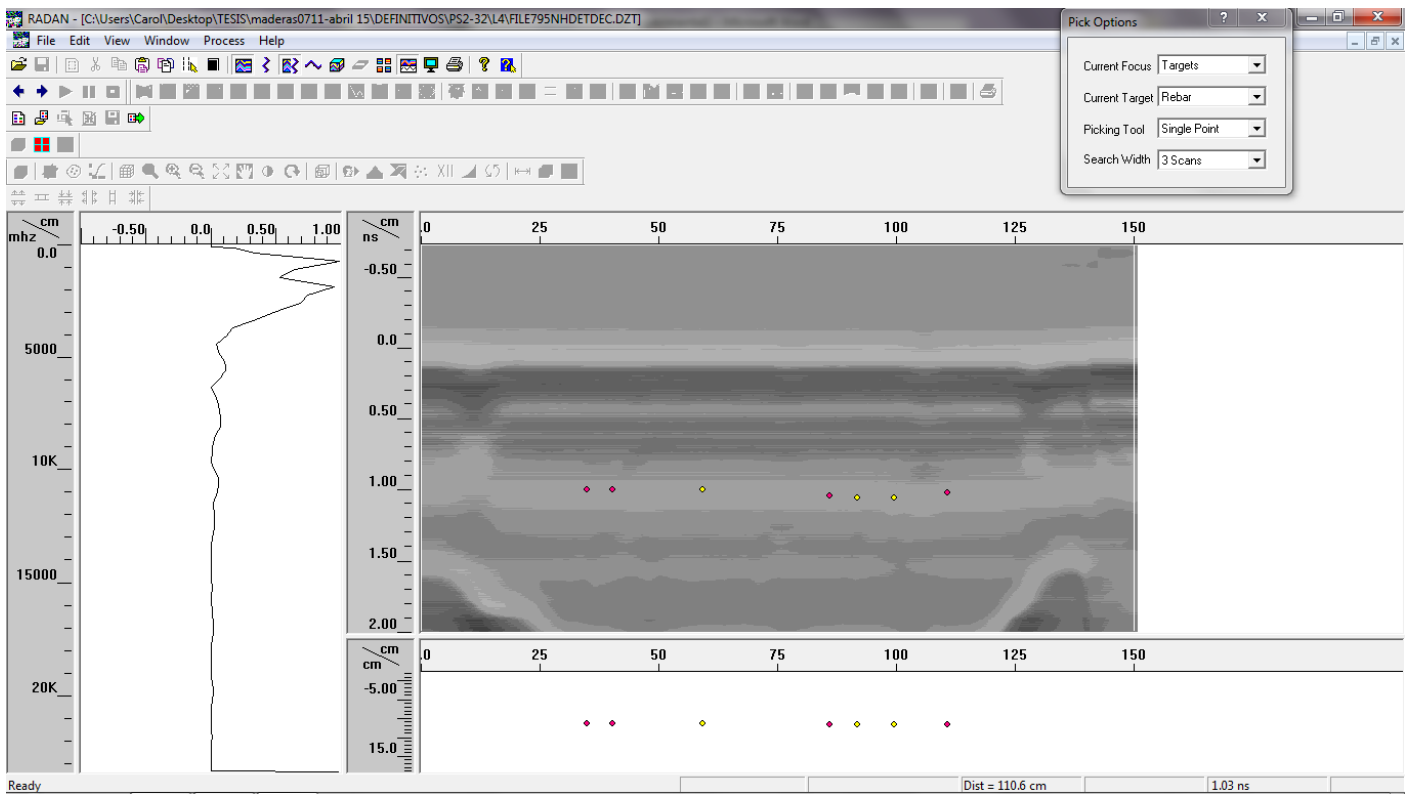 RADAN - [C:\Users\Carol\Desktop\TESIS\maderas0711-abril 15\DEFINITIVOS\PS2-32\L4\FILE795NHDETDEC.DZT]
File Edit View Window Process Help
Pick Options
Current Focus Targets
Current Target Rebar
Picking Tool Single Point
Search Width 3 Scans
XII
cm
mhz
-0.50 0.0 0.50 1.00
0.0
5000
10K
15000
20K
cm
ns
.0 25 50 75 100 125 150
-0.50
0.0
0.50
1.00
1.50
2.00
cm
cm
.0 25 50 75 100 125 150
-5.00
15.0
Ready Dist = 110.6 cm 1.03 ns